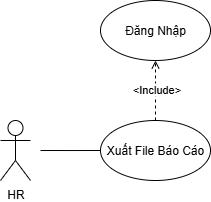 Đăng Nhập
<Include>
Xuất File Báo Cáo
HR